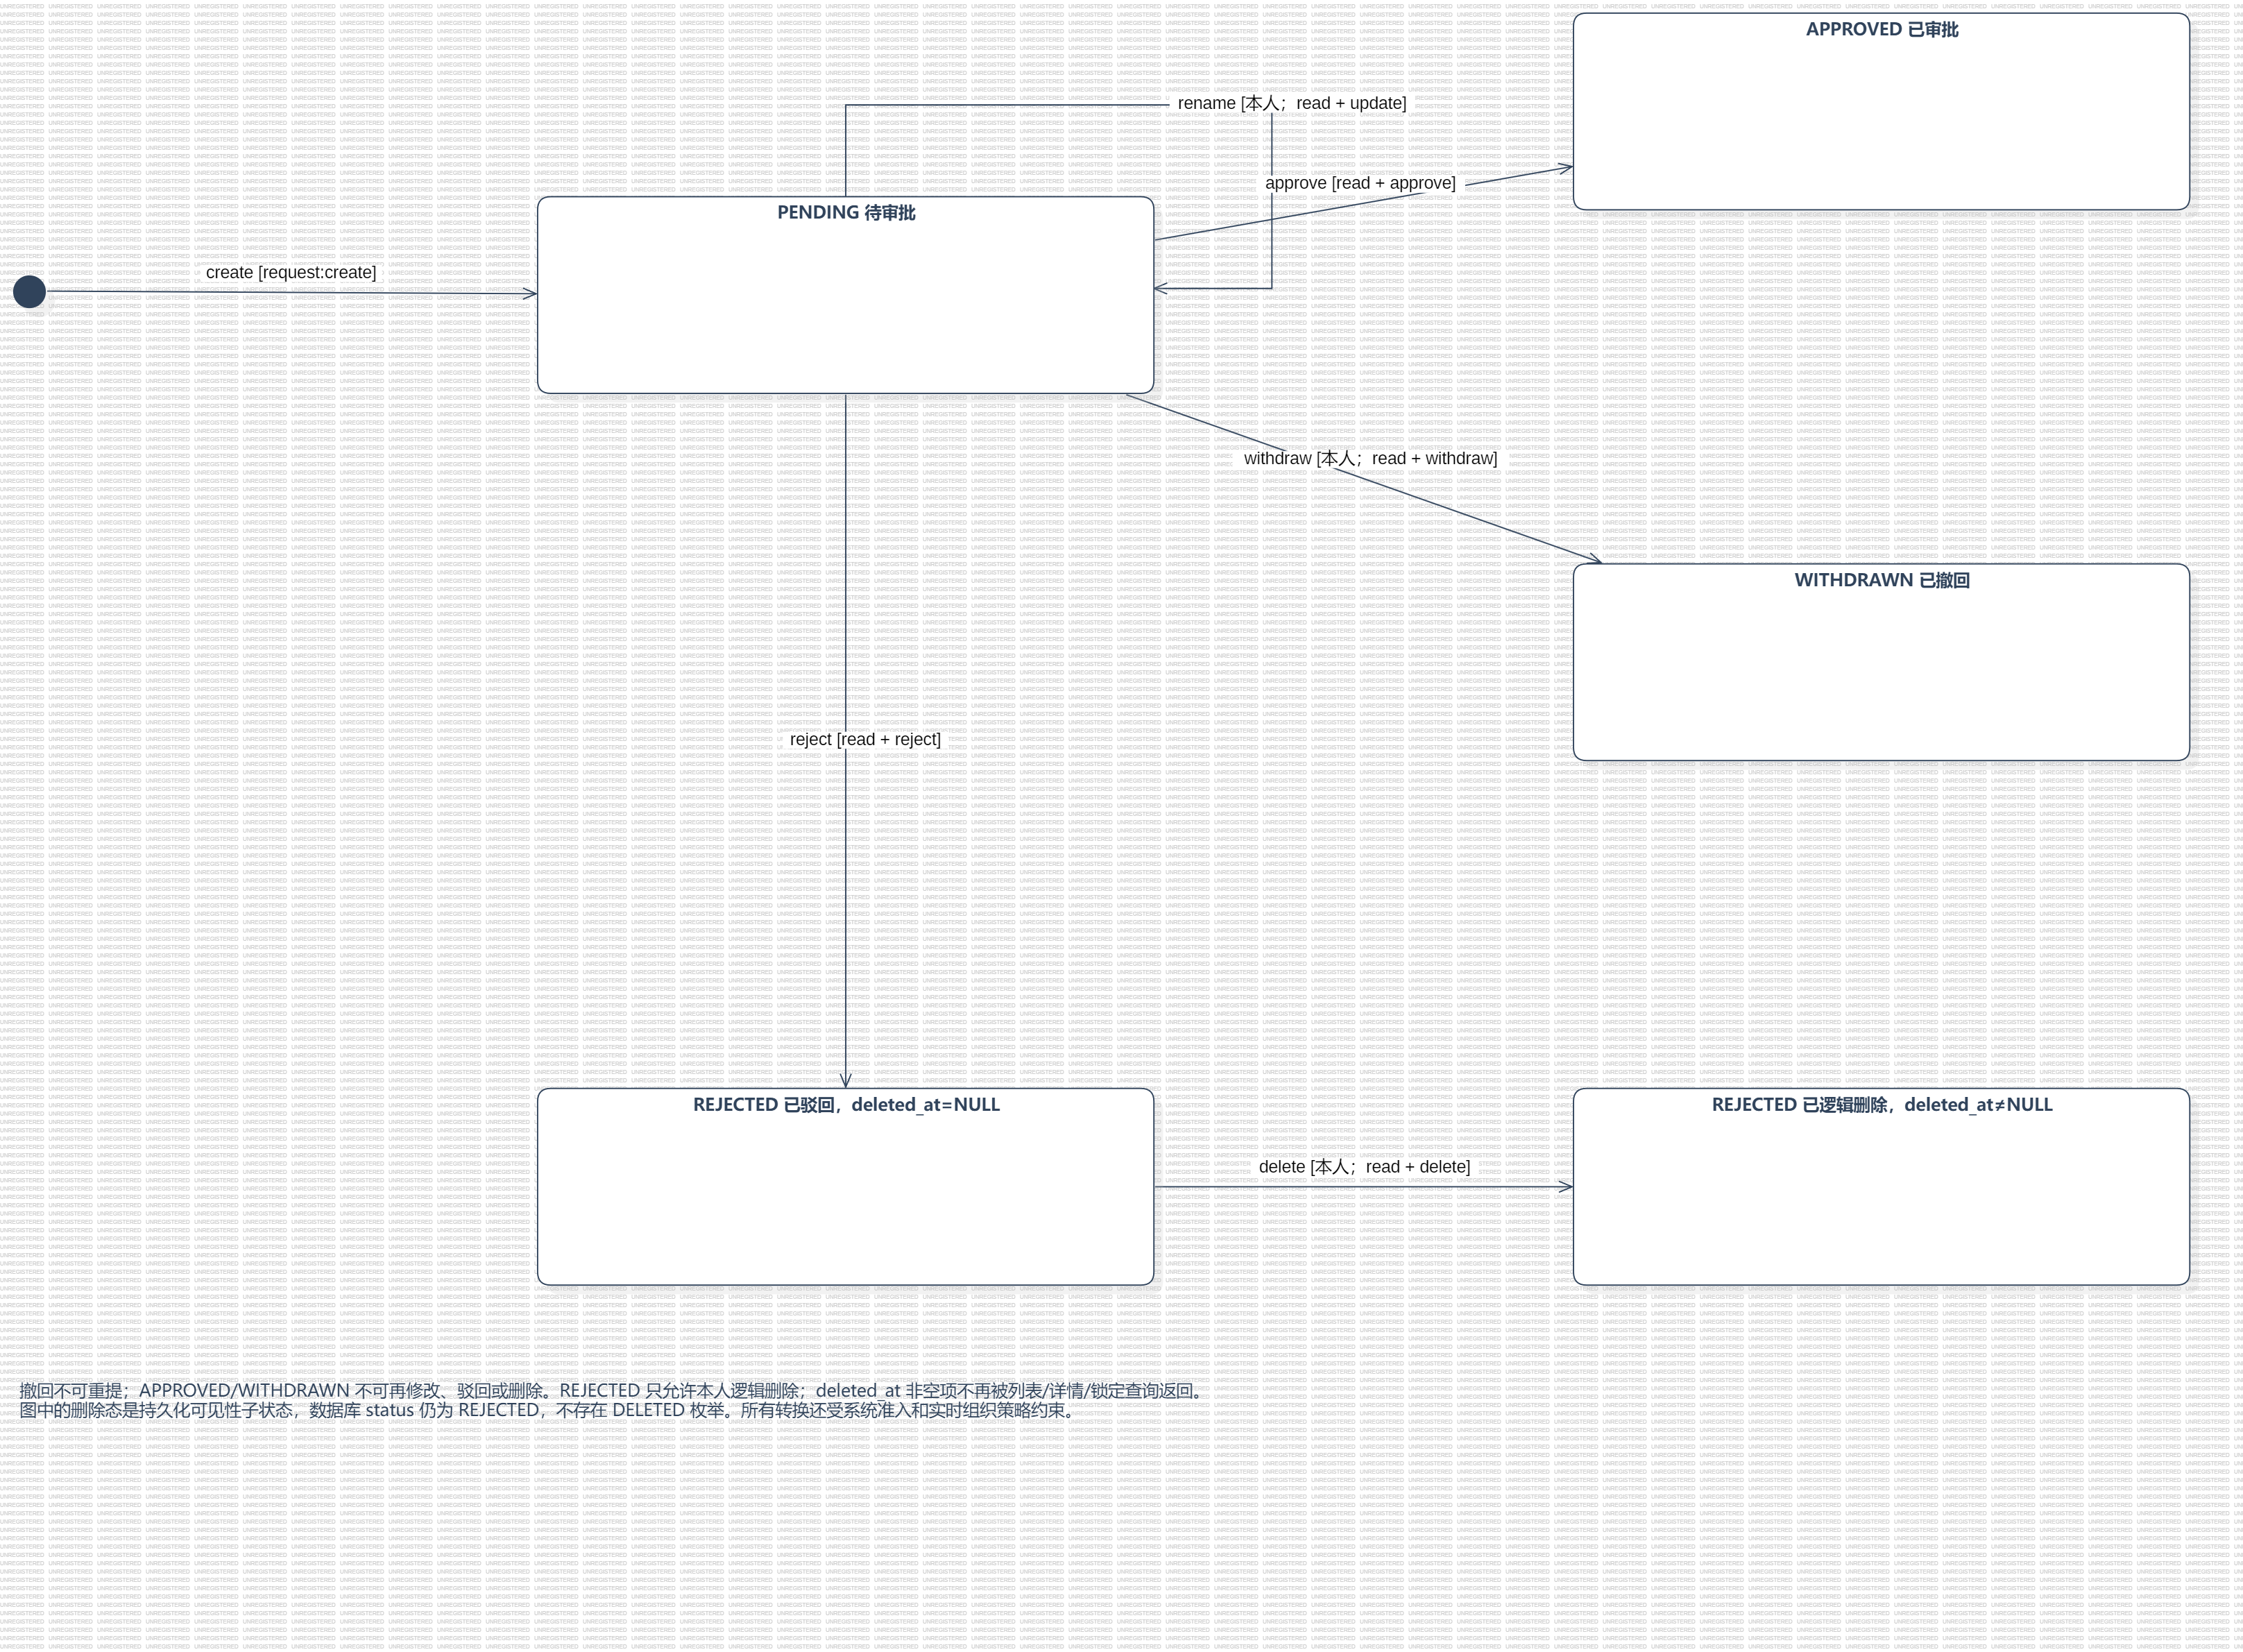 APPROVED 已审批
rename [本人；read + update]
approve [read + approve]
PENDING 待审批
create [request:create]
withdraw [本人；read + withdraw]
WITHDRAWN 已撤回
reject [read + reject]
REJECTED 已驳回，deleted_at=NULL
REJECTED 已逻辑删除，deleted_at≠NULL
delete [本人；read + delete]
撤回不可重提；APPROVED/WITHDRAWN 不可再修改、驳回或删除。REJECTED 只允许本人逻辑删除；deleted_at 非空项不再被列表/详情/锁定查询返回。
图中的删除态是持久化可见性子状态，数据库 status 仍为 REJECTED，不存在 DELETED 枚举。所有转换还受系统准入和实时组织策略约束。
UNREGISTERED